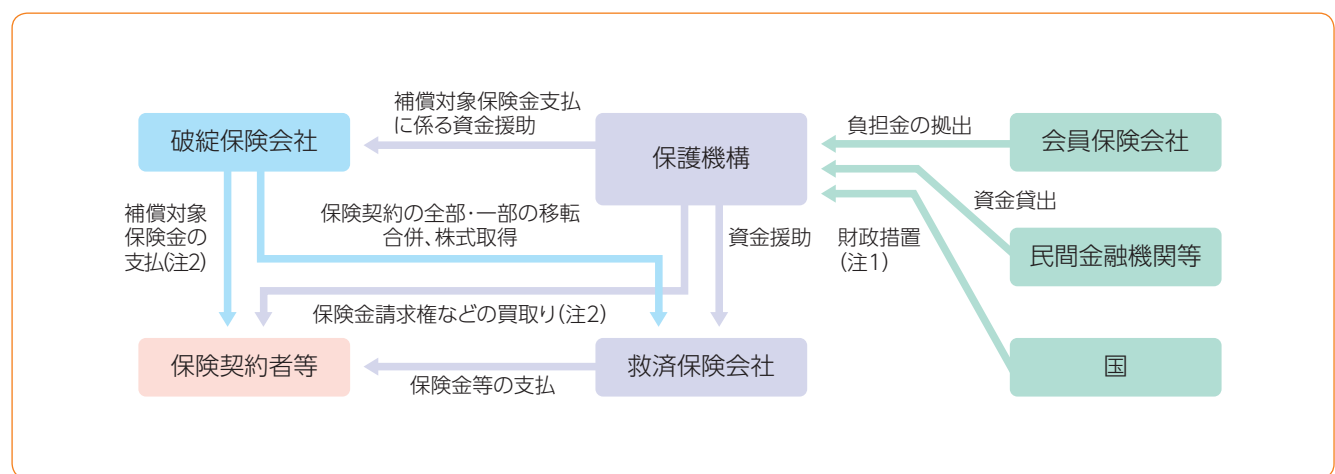 補償対象保険金支払
に係る資金援助
破綻保険会社
保護機構
負担金の拠出
会員保険会社
補償対象
保険金の
支払(注2)
保険契約の全部・一部の移転
合併、株式取得
資金援助
財政措置
(注1)
資金貸出
民間金融機関等
保険金請求権などの買取り(注2)
保険契約者等
保険金等の支払
救済保険会社
国